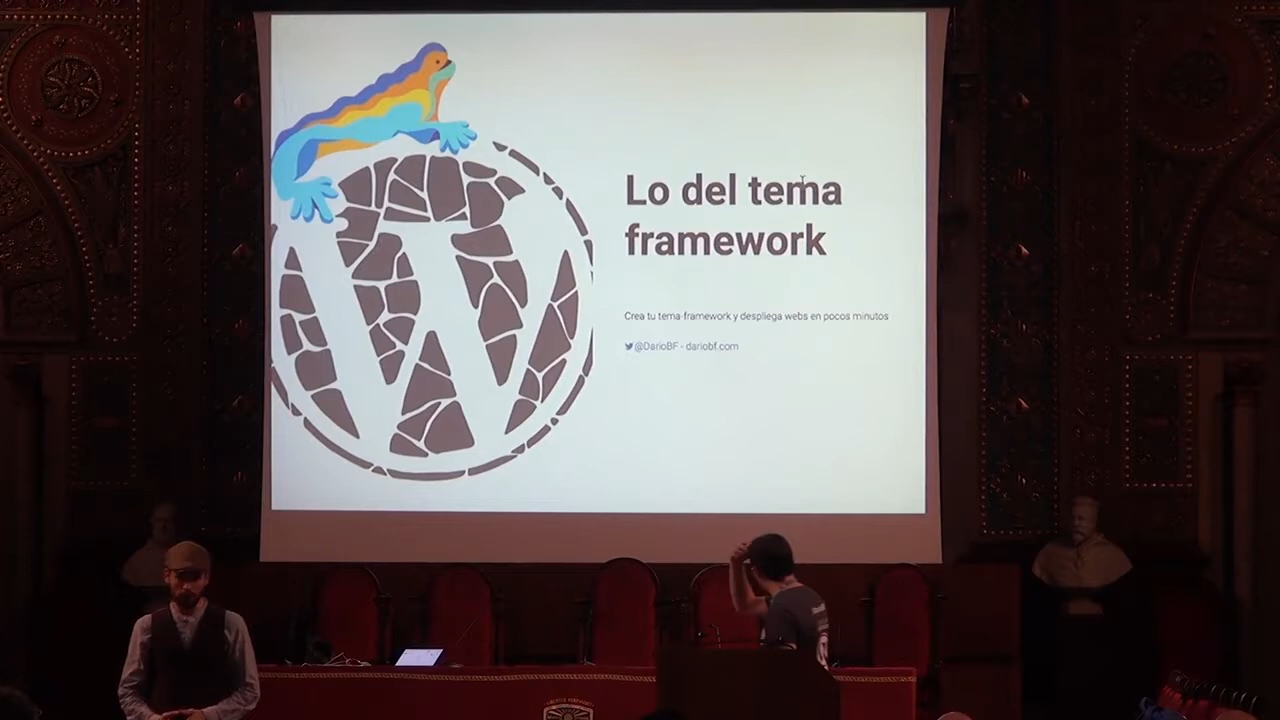 Lo del tema
framework
Crea tu tema-framework y despliega webs en pocos minutos
@DarioBF - dariobf.com